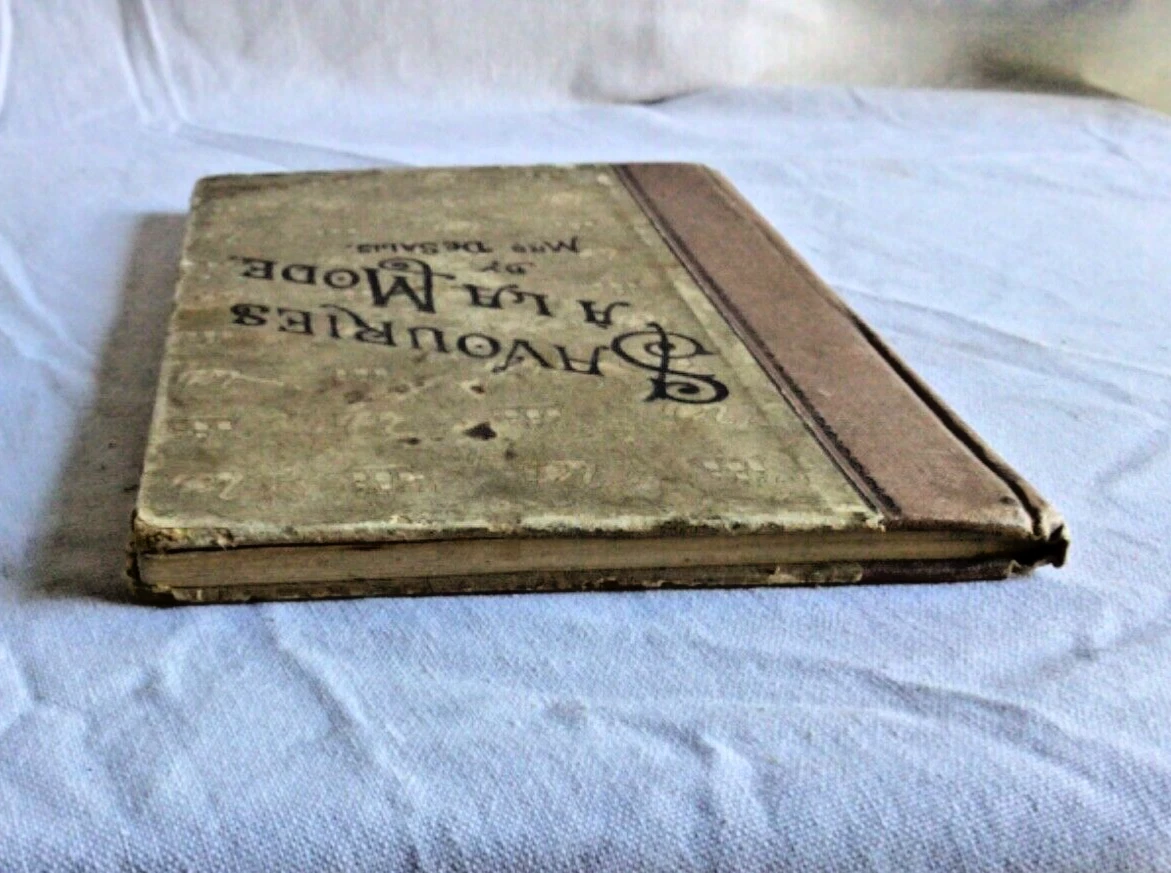 SAVOURIES
À LA MODE.
BY
MRS DE SALIS.